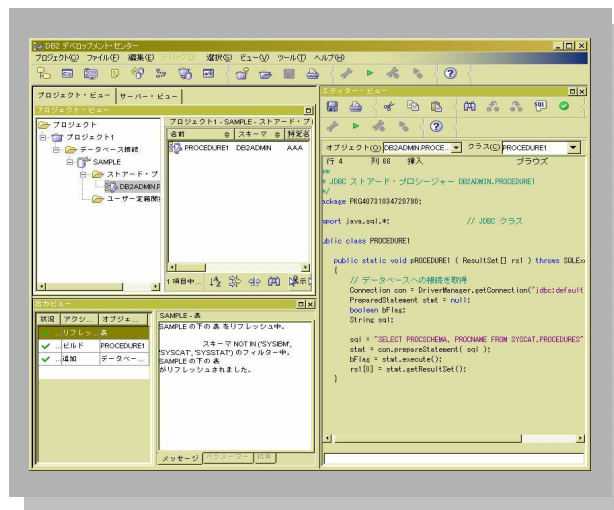 DB2 デベロップメント・センター
プロジェクト(C) ファイル(F) 編集(E) 選択(S) ビュー(V) ツール(T) ヘルプ(H)
プロジェクト・ビュー サーバー・ビュー
プロジェクト・ビュー
プロジェクト
プロジェクト1
データベース接続
SAMPLE
ストアード・プ
DB2ADMIN.F
ユーザー定義関
プロジェクト1 - SAMPLE - ストアード・プ
名前 スキーマ 特定名
PROCEDURE1 DB2ADMIN AAA
1 項目中...
出力ビュー
状況 アクシ... オブジェ...
...リフレッ... 表
...ビルド PROCEDURE1
...追加 データベー...
SAMPLE - 表
SAMPLE の下の 表 をリフレッシュ中。
スキーマ NOT IN ('SYSIBM',
'SYSCAT', 'SYSSTAT') のフィルター中。
SAMPLE の下の 表
がリフレッシュされました。
メッセージ パラメーター 結果
エディター・ビュー
オブジェクト(O) DB2ADMIN.PROCE... クラス(C) PROCEDURE1
行 4 列 66 挿入 ブラウズ
**
* JDBC ストアード・プロシージャー DB2ADMIN.PROCEDURE1
*/
ackage PKG40731034720790;
mport java.sql.*; // JDBC クラス
ublic class PROCEDURE1
public static void pROCEDURE1 ( ResultSet[] rs1 ) throws SQLEx
{
// データベースへの接続を取得
Connection con = DriverManager.getConnection("jdbc:default
PreparedStatement stmt = null;
boolean bFlag;
String sql;
sql = "SELECT PROCSCHEMA, PROCNAME FROM SYSCAT.PROCEDURES"
stmt = con.prepareStatement( sql );
bFlag = stmt.execute();
rs1[0] = stmt.getResultSet();
}